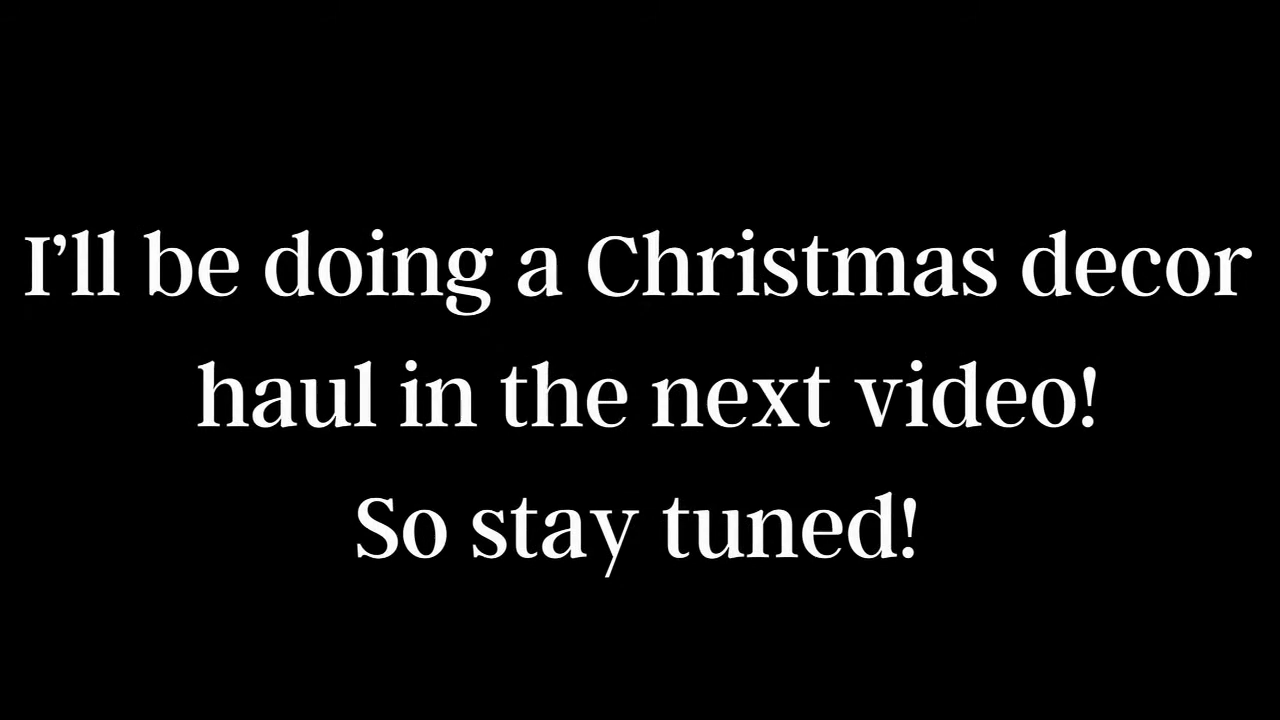 I’ll be doing a Christmas decor
haul in the next video!
So stay tuned!